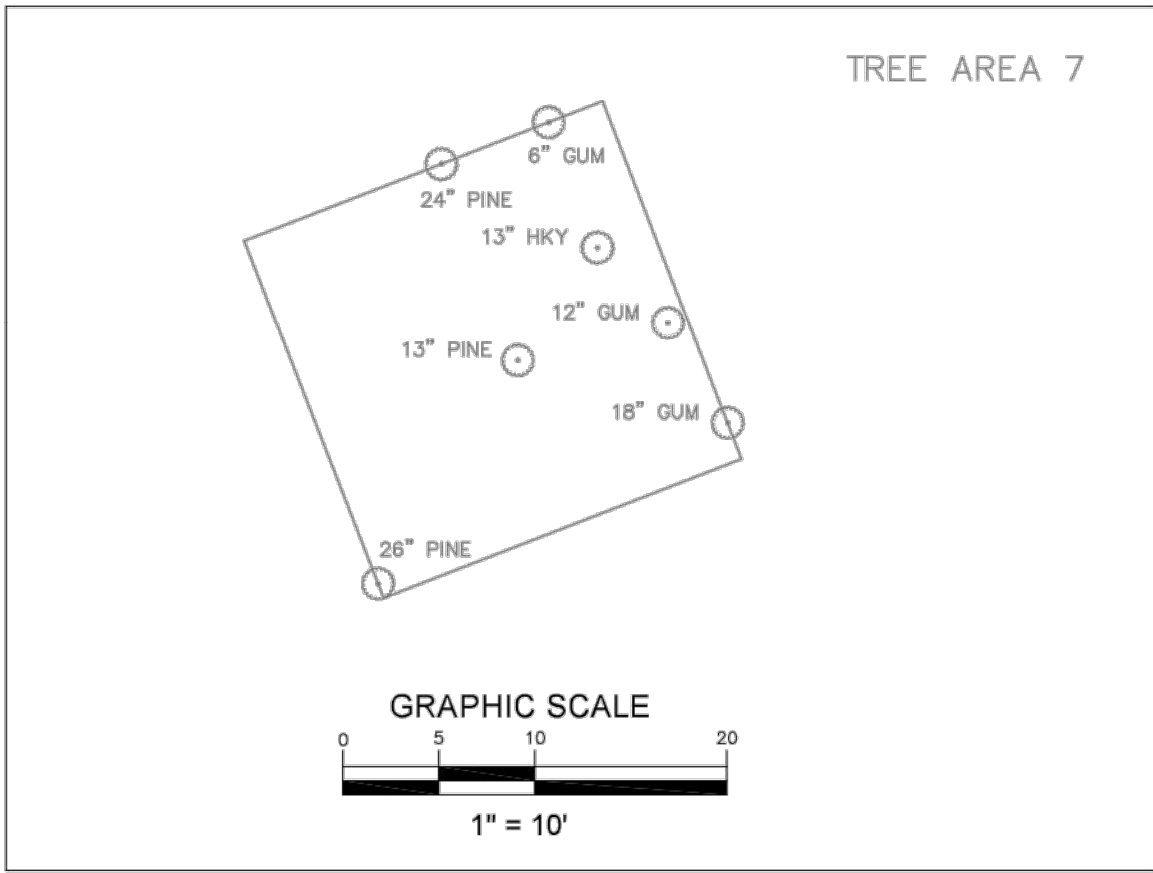 TREE AREA 7
6” GUM
24” PINE
13” HKY
12” GUM
13” PINE
18” GUM
26” PINE
GRAPHIC SCALE
0 5 10 20
1" = 10'